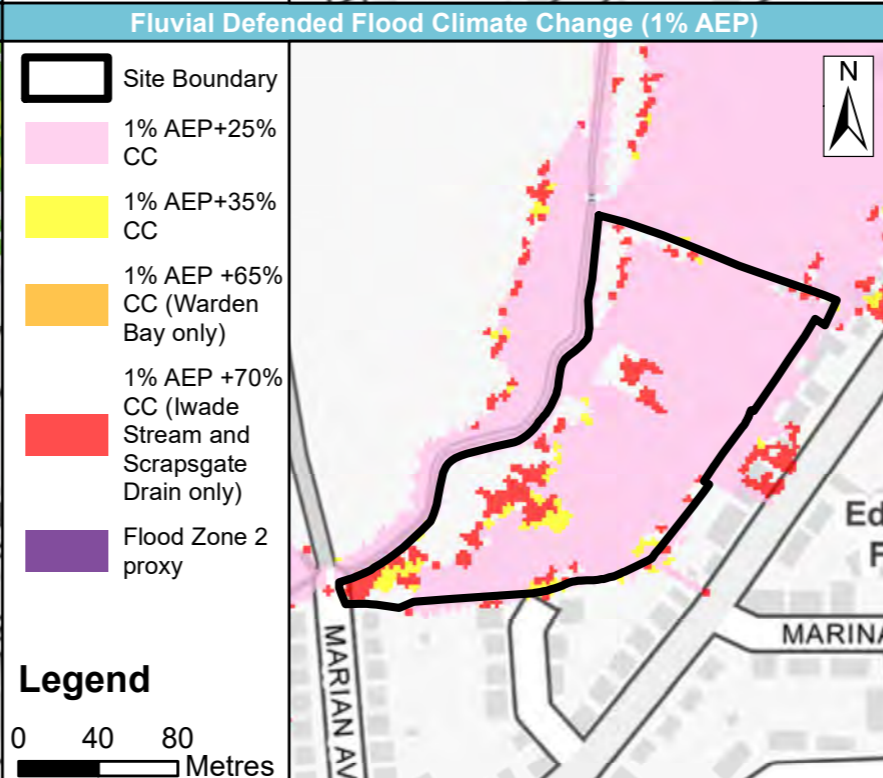 Fluvial Defended Flood Climate Change (1% AEP)
Site Boundary
1% AEP+25%
CC
1% AEP+35%
CC
1% AEP +65%
CC (Warden
Bay only)
1% AEP +70%
CC (Iwade
Stream and
Scrapsgate
Drain only)
Flood Zone 2
proxy
Legend
0 40 80
Metres
N
Ed
F
MARINA
MARIAN AV